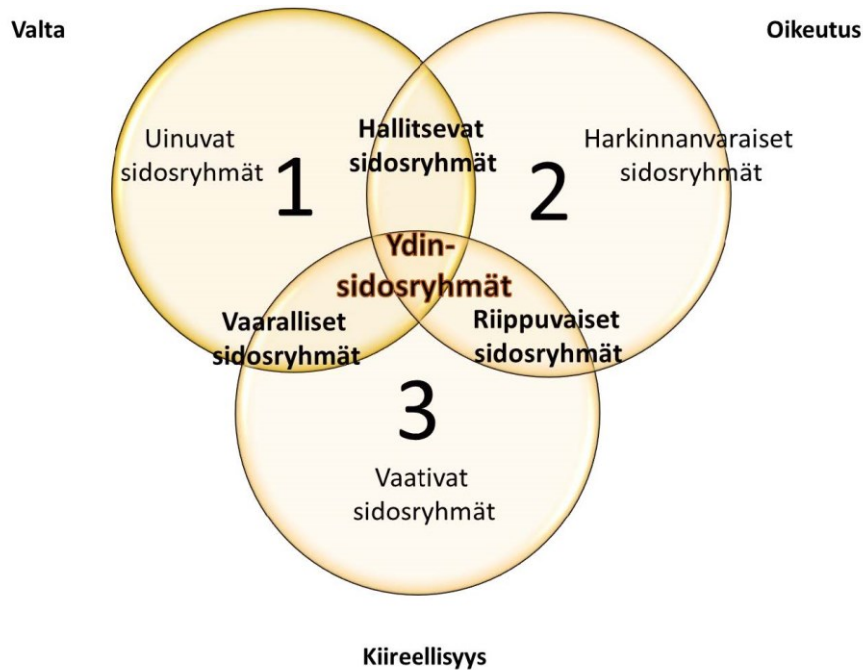 Valta
Oikeutus
Uinuvat
sidosryhmät
1
Hallitsevat
sidosryhmät
2
Harkinnanvaraiset
sidosryhmät
Ydin-
sidosryhmät
Vaaralliset
sidosryhmät
Riippuvaiset
sidosryhmät
3
Vaativat
sidosryhmät
Kiireellisyys